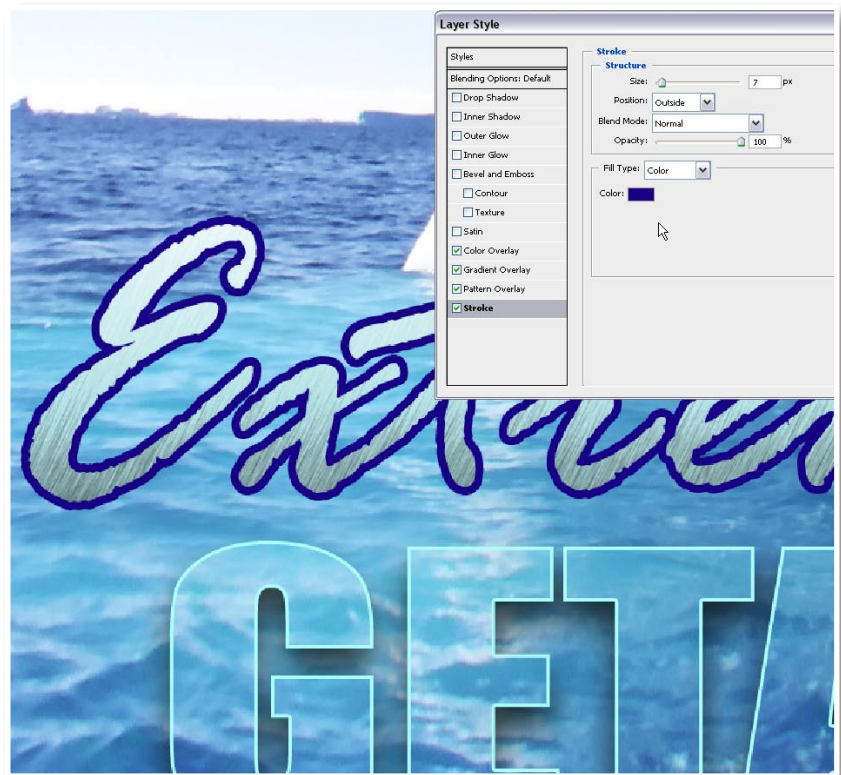 Layer Style
Styles
Blending Options: Default
Drop Shadow
Inner Shadow
Outer Glow
Inner Glow
Bevel and Emboss
Contour
Texture
Satin
Color Overlay
Gradient Overlay
Pattern Overlay
Stroke
Stroke
Structure
Size: 7 px
Position: Outside
Blend Mode: Normal
Opacity: 100 %
Fill Type: Color
Color:
Extre
GETA